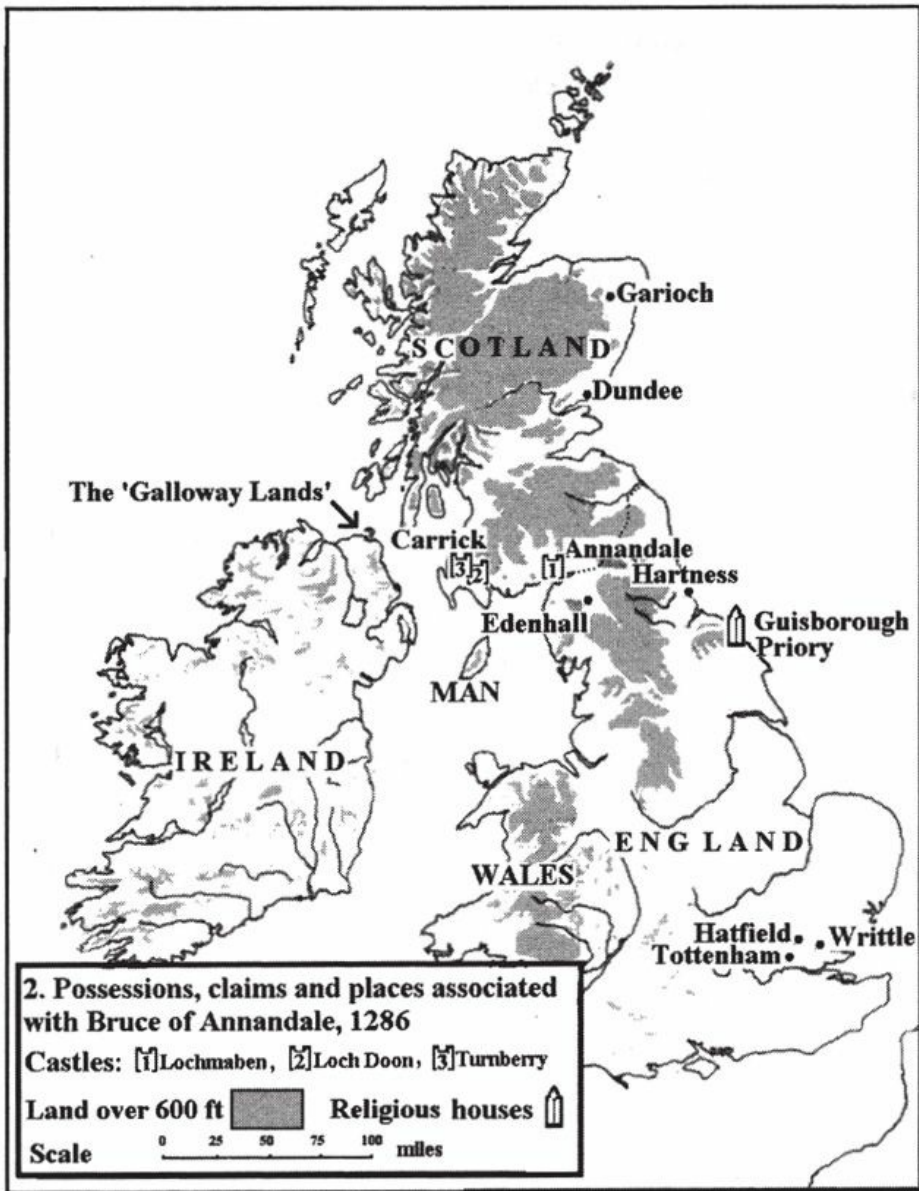 Garioch
SCOTLAND
Dundee
The 'Galloway Lands'
Carrick
3
2
1
Annandale
Hartness
Edenhall
Guisborough
Priory
MAN
IRELAND
ENGLAND
WALES
Hatfield
Writtle
Tottenham
2. Possessions, claims and places associated
with Bruce of Annandale, 1286
Castles: 1 Lochmaben, 2 Loch Doon, 3 Turnberry
Land over 600 ft Religious houses
Scale 0 25 50 75 100 miles